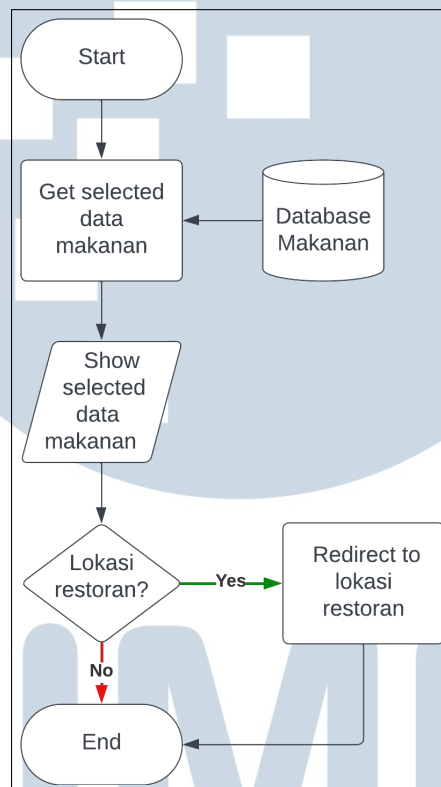 Start
Get selected
data
makanan
Database
Makanan
Show
selected
data
makanan
Lokasi
restoran?
Yes
Redirect to
lokasi
restoran
No
End